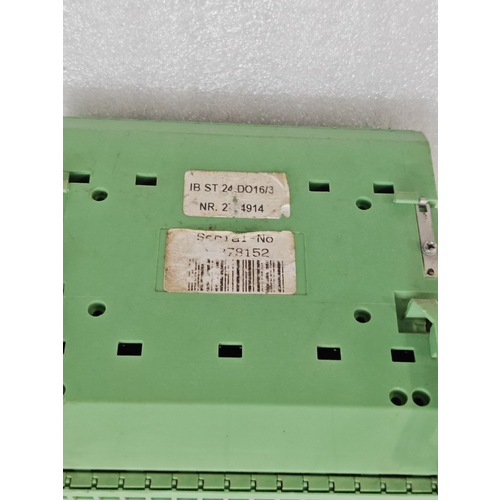 IB ST 24 DO16/3
NR. 2 4914
Serial-No
78152